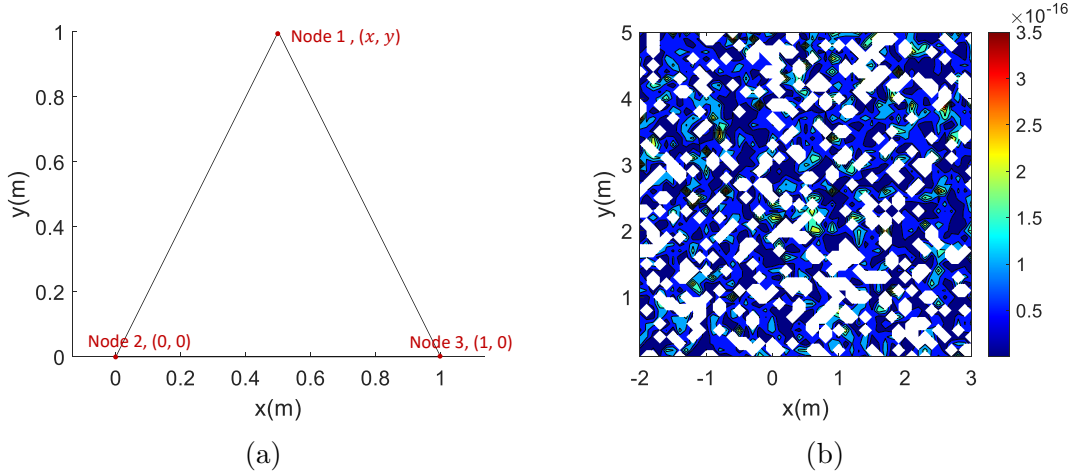 1
0.8
0.6
0.4
0.2
0
y(m)
Node 1 , (x, y)
Node 2, (0, 0)
Node 3, (1, 0)
0 0.2 0.4 0.6 0.8 1
x(m)
(a)
5
4
3
2
1
y(m)
-2 -1 0 1 2 3
x(m)
×10⁻¹⁶
3.5
3
2.5
2
1.5
1
0.5
(b)